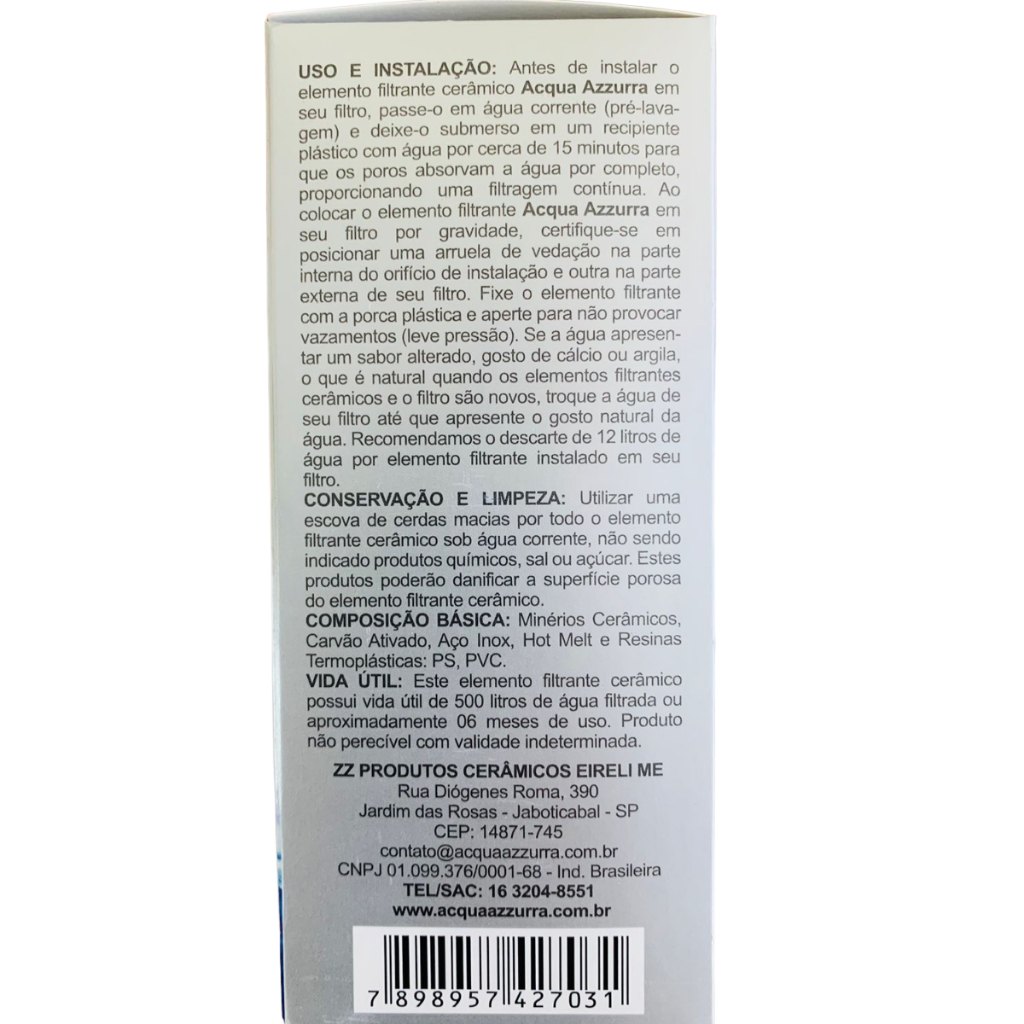 USO E INSTALAÇÃO: Antes de instalar o
elemento filtrante cerâmico Acqua Azzurra em
seu filtro, passe-o em água corrente (pré-lava-
gem) e deixe-o submerso em um recipiente
plástico com água por cerca de 15 minutos para
que os poros absorvam a água por completo,
proporcionando uma filtragem contínua. Ao
colocar o elemento filtrante Acqua Azzurra em
seu filtro por gravidade, certifique-se em
posicionar uma arruela de vedação na parte
interna do orifício de instalação e outra na parte
externa de seu filtro. Fixe o elemento filtrante
com a porca plástica e aperte para não provocar
vazamentos (leve pressão). Se a água apresen-
tar um sabor alterado, gosto de cálcio ou argila,
o que é natural quando os elementos filtrantes
cerâmicos e o filtro são novos, troque a água de
seu filtro até que apresente o gosto natural da
água. Recomendamos o descarte de 12 litros de
água por elemento filtrante instalado em seu
filtro.
CONSERVAÇÃO E LIMPEZA: Utilizar uma
escova de cerdas macias por todo o elemento
filtrante cerâmico sob água corrente, não sendo
indicado produtos químicos, sal ou açúcar. Estes
produtos poderão danificar a superfície porosa
do elemento filtrante cerâmico.
COMPOSIÇÃO BÁSICA: Minérios Cerâmicos,
Carvão Ativado, Aço Inox, Hot Melt e Resinas
Termoplásticas: PS, PVC.
VIDA ÚTIL: Este elemento filtrante cerâmico
possui vida útil de 500 litros de água filtrada ou
aproximadamente 06 meses de uso. Produto
não perecível com validade indeterminada.
ZZ PRODUTOS CERÂMICOS EIRELI ME
Rua Diógenes Roma, 390
Jardim das Rosas - Jaboticabal - SP
CEP: 14871-745
contato@acquaazzurra.com.br
CNPJ 01.099.376/0001-68 - Ind. Brasileira
TEL/SAC: 16 3204-8551
www.acquaazzurra.com.br
7 898957 427031